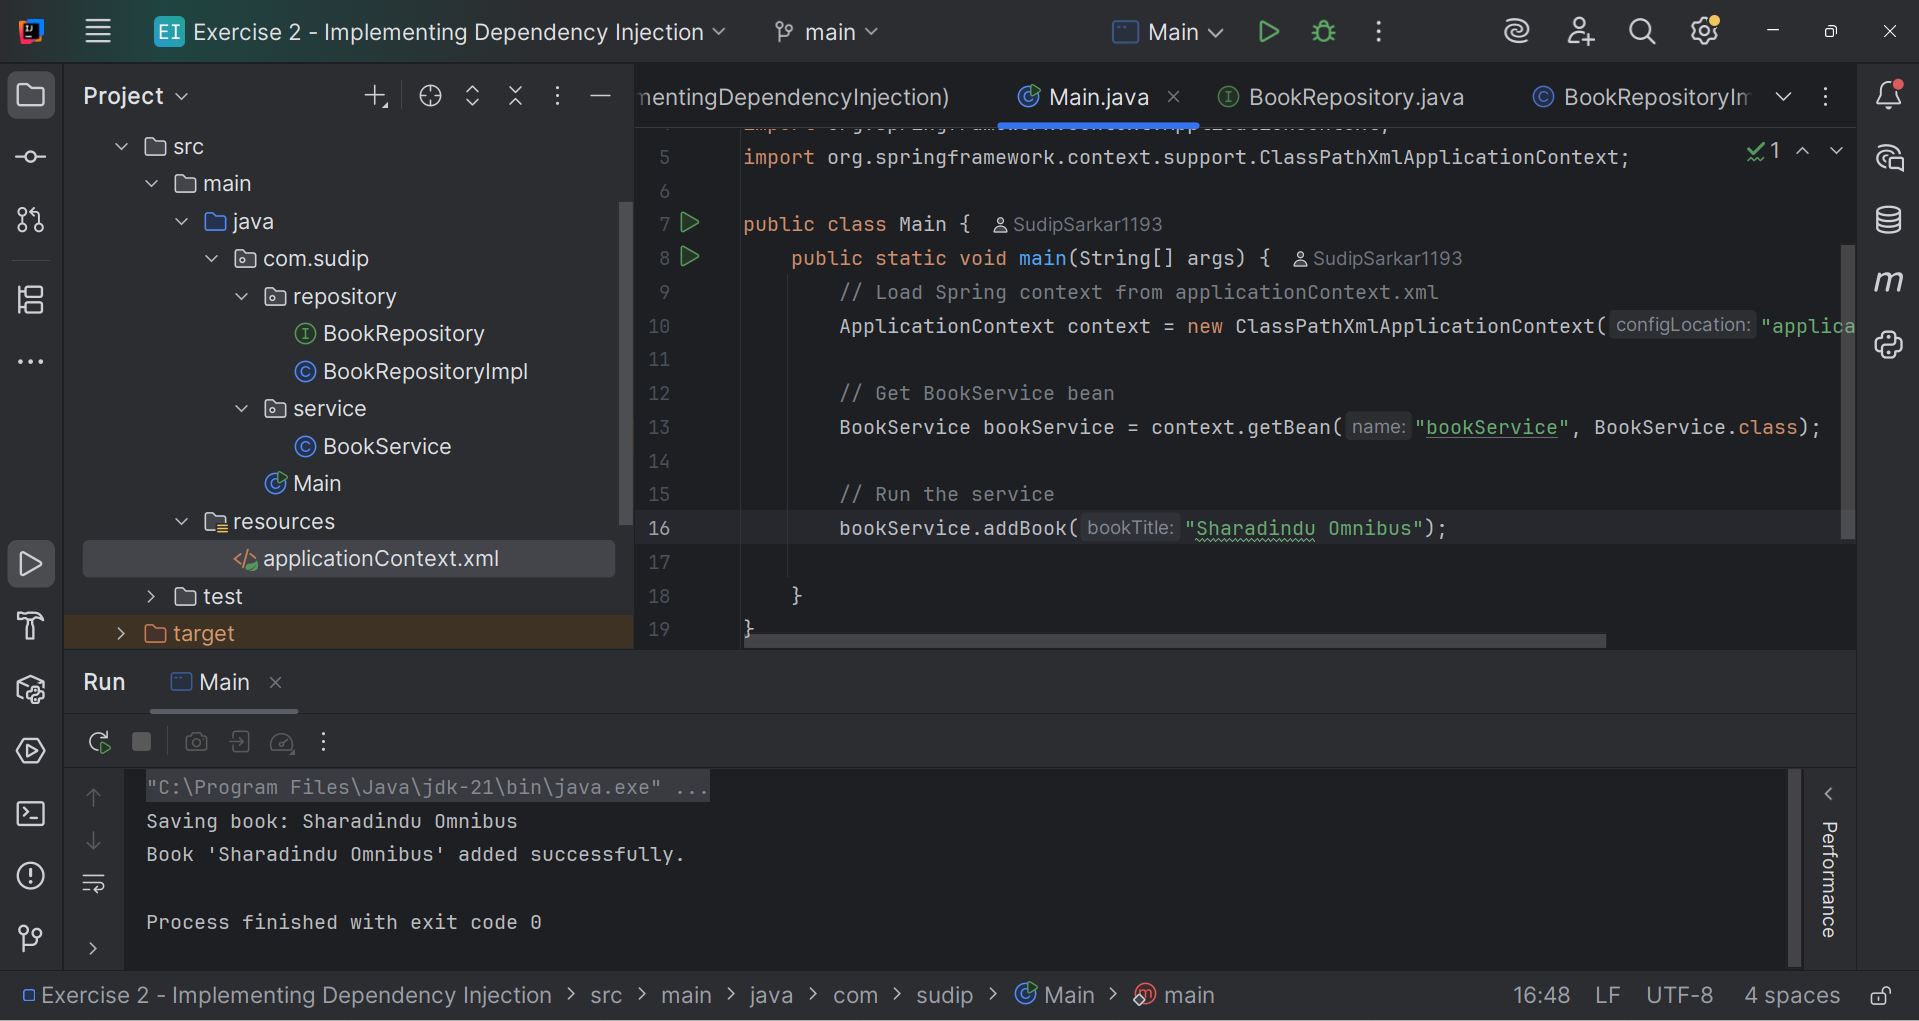 EI Exercise 2 - Implementing Dependency Injection main Main
Project
src
main
java
com.sudip
repository
BookRepository
BookRepositoryImpl
service
BookService
Main
resources
applicationContext.xml
test
target
mentingDependencyInjection) Main.java BookRepository.java BookRepositoryIm
1
5 import org.springframework.context.support.ClassPathXmlApplicationContext;
6
7 public class Main { SudipSarkar1193
8 public static void main(String[] args) { SudipSarkar1193
9 // Load Spring context from applicationContext.xml
10 ApplicationContext context = new ClassPathXmlApplicationContext( configLocation: "applica
11
12 // Get BookService bean
13 BookService bookService = context.getBean( name: "bookService", BookService.class);
14
15 // Run the service
16 bookService.addBook( bookTitle: "Sharadindu Omnibus");
17
18 }
19 }
Run Main
"C:\Program Files\Java\jdk-21\bin\java.exe" ...
Saving book: Sharadindu Omnibus
Book 'Sharadindu Omnibus' added successfully.
Process finished with exit code 0
Performance
Exercise 2 - Implementing Dependency Injection > src > main > java > com > sudip > Main > main 16:48 LF UTF-8 4 spaces